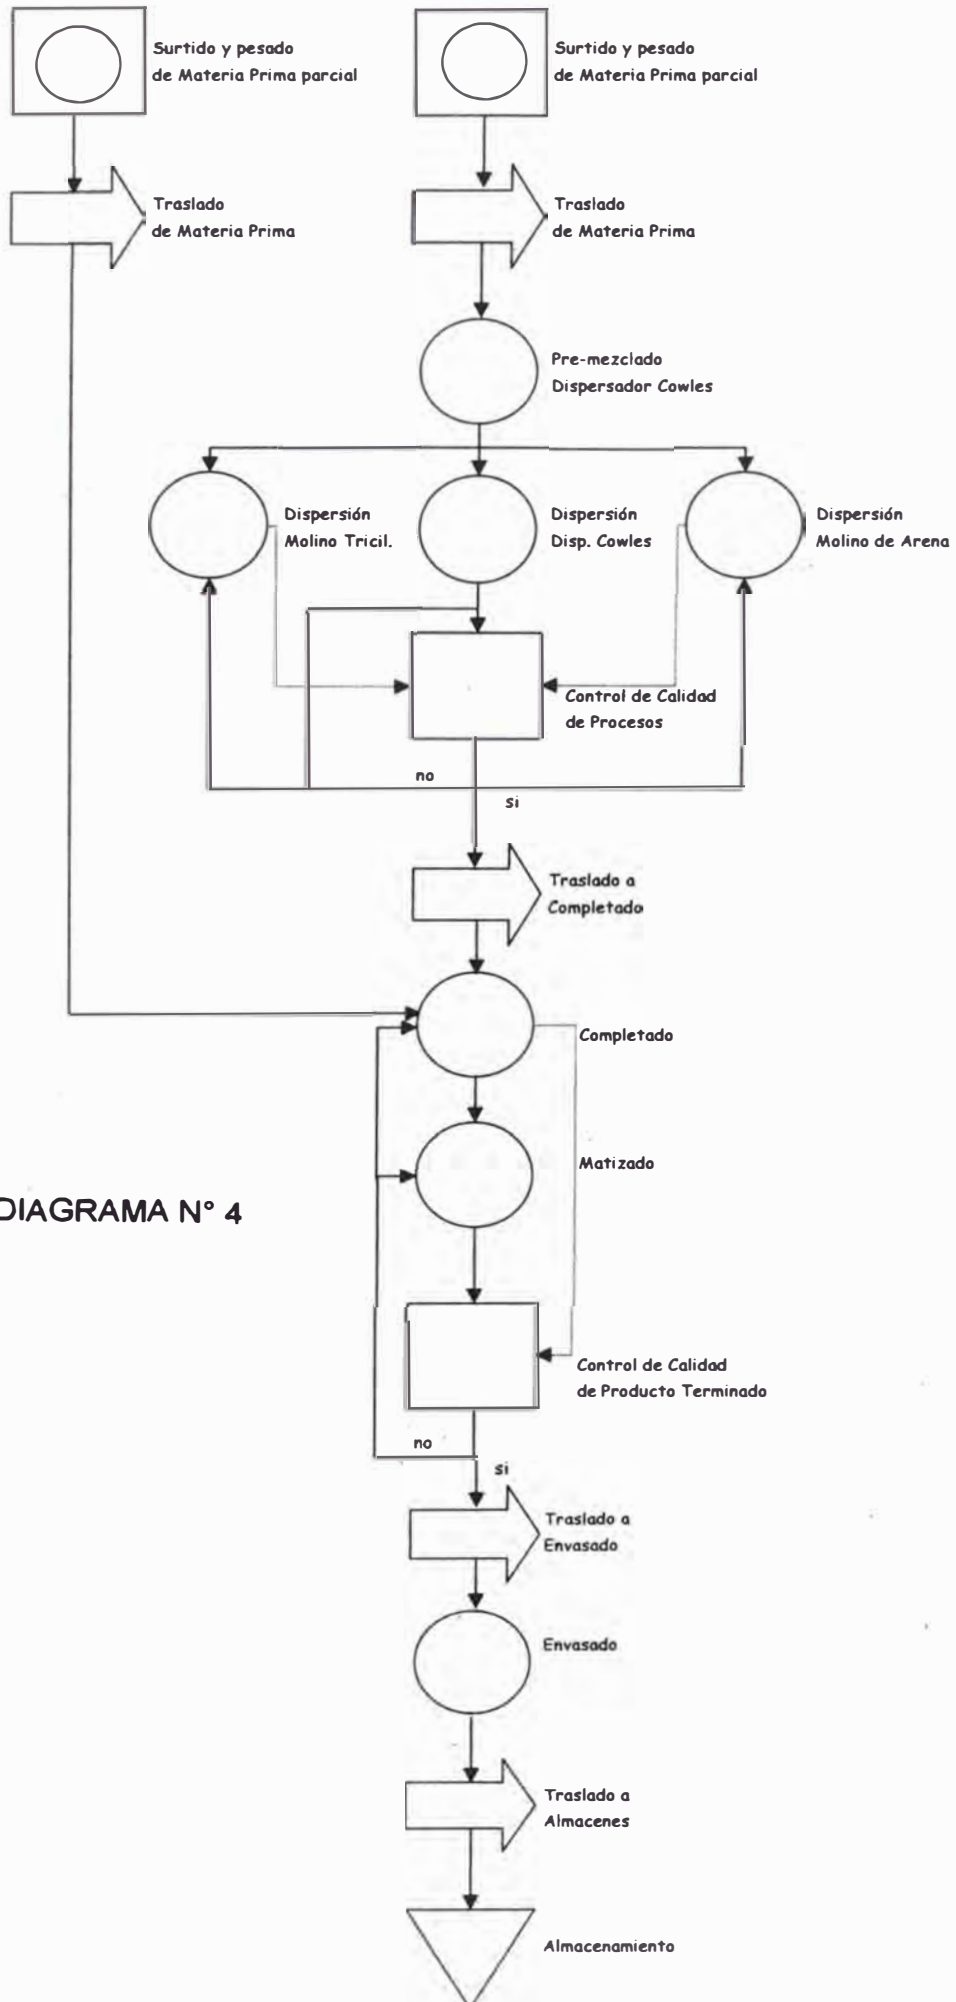 Surtido y pesado
de Materia Prima parcial
Surtido y pesado
de Materia Prima parcial
Traslado
de Materia Prima
Traslado
de Materia Prima
Pre-mezclado
Dispersador Cowles
Dispersión
Molino Tricil.
Dispersión
Disp. Cowles
Dispersión
Molino de Arena
Control de Calidad
de Procesos
no
si
Traslado a
Completado
Completado
Matizado
DIAGRAMA N° 4
Control de Calidad
de Producto Terminado
no
si
Traslado a
Envasado
Envasado
Traslado a
Almacenes
Almacenamiento